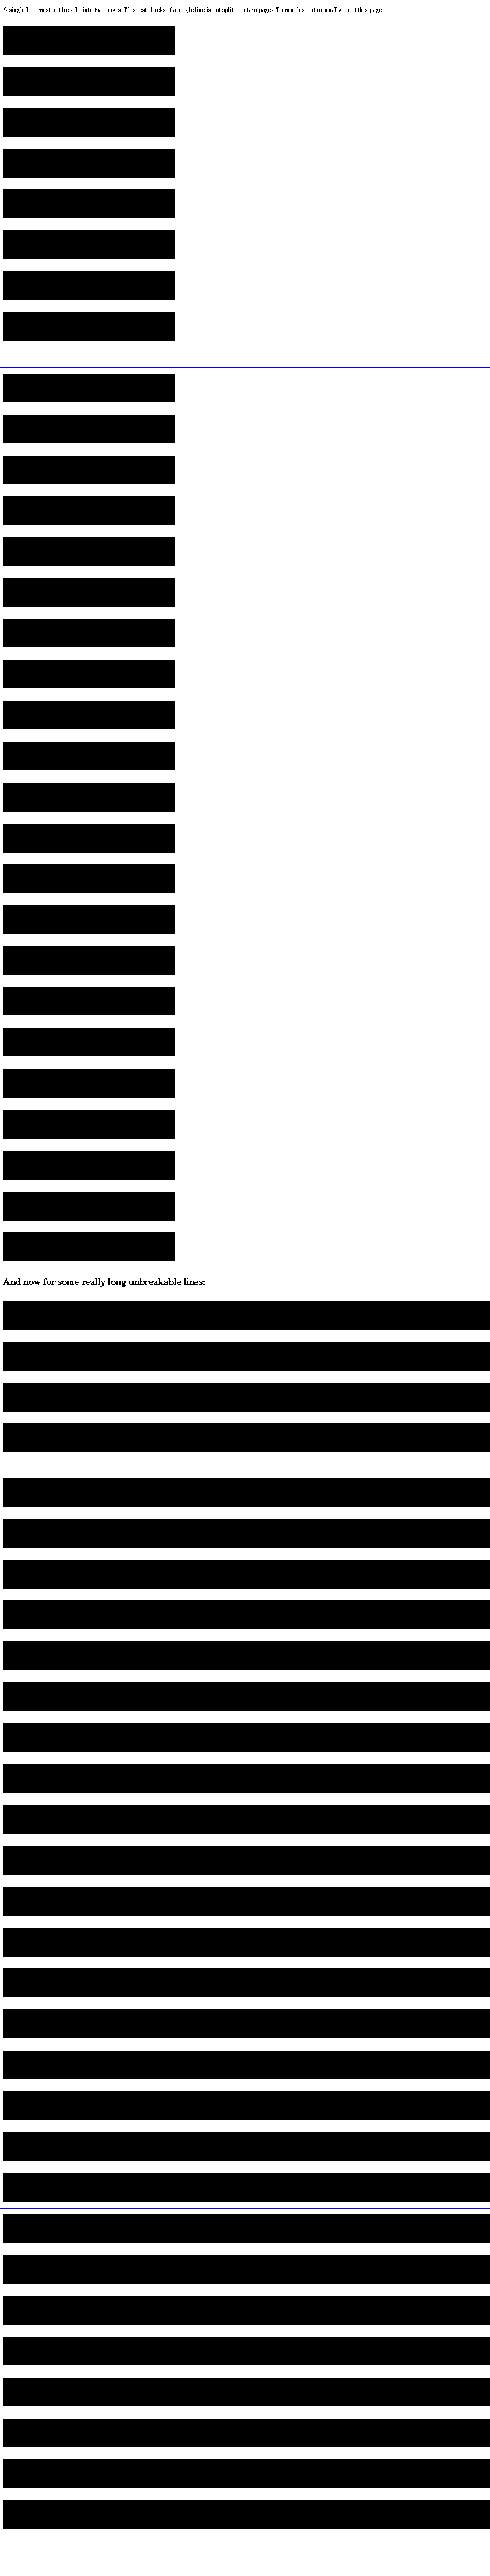 A single line must not be split into two pages. This test checks if a single line is not split into two pages. To run this test manually, print this page.
And now for some really long unbreakable lines: